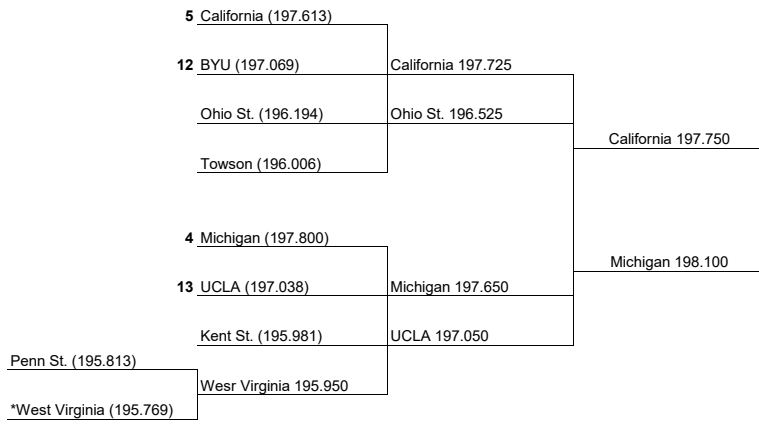 5 California (197.613)
12 BYU (197.069)
California 197.725
Ohio St. (196.194)
Ohio St. 196.525
California 197.750
Towson (196.006)
4 Michigan (197.800)
Michigan 198.100
13 UCLA (197.038)
Michigan 197.650
Kent St. (195.981)
UCLA 197.050
Penn St. (195.813)
Wesr Virginia 195.950
*West Virginia (195.769)